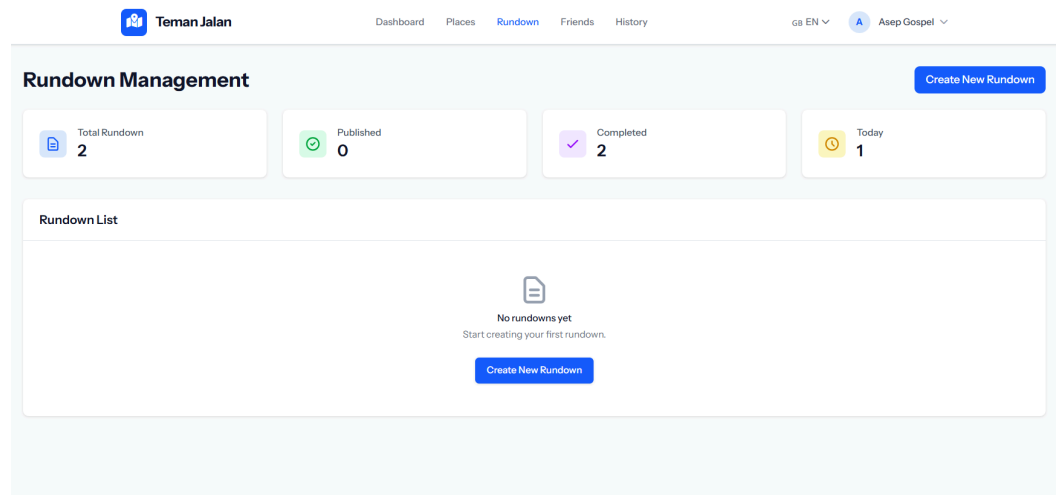 Teman Jalan
Dashboard Places Rundown Friends History
GB EN
A Asep Gospel
Rundown Management
Create New Rundown
Total Rundown
2
Published
0
Completed
2
Today
1
Rundown List
No rundowns yet
Start creating your first rundown.
Create New Rundown